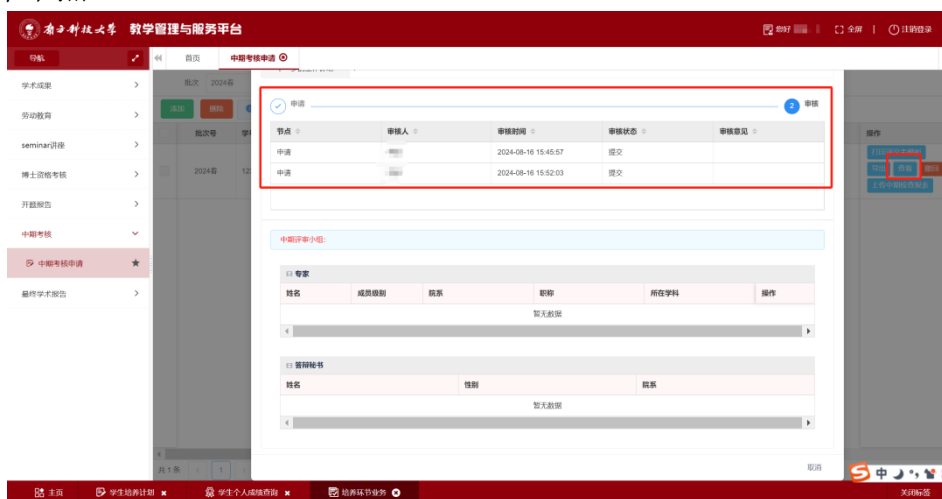 南方科技大学 教学管理与服务平台 您好 全屏 | 注销登录
导航 首页 中期考核申请
批次 2024春
学术成果
劳动教育
seminar讲座
博士资格考核
开题报告
中期考核
中期考核申请
最终学术报告
添加 删除
批次号 操作
2024春 查看 撤回
申请 2 审核
节点 审核人 审核时间 审核状态 审核意见
申请 2024-08-16 15:45:57 提交
申请 2024-08-16 15:52:03 提交
中期评审小组:
专家
姓名 成员级别 院系 职称 所在学科 操作
暂无数据
答辩秘书
姓名 性别 院系
暂无数据
取消
共1条 1
中
主页 学生培养计划 学生个人成绩查询 培养环节业务 关闭标签